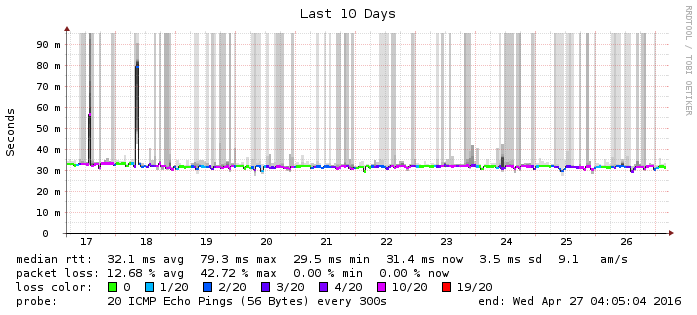 Last 10 Days
RRDTOOL / TOBI OETIKER
Seconds
90 m
80 m
70 m
60 m
50 m
40 m
30 m
20 m
10 m
0
17 18 19 20 21 22 23 24 25 26
median rtt: 32.1 ms avg 79.3 ms max 29.5 ms min 31.4 ms now 3.5 ms sd 9.1 am/s
packet loss: 12.68 % avg 42.72 % max 0.00 % min 0.00 % now
loss color: 0 1/20 2/20 3/20 4/20 10/20 19/20
probe: 20 ICMP Echo Pings (56 Bytes) every 300s end: Wed Apr 27 04:05:04 2016